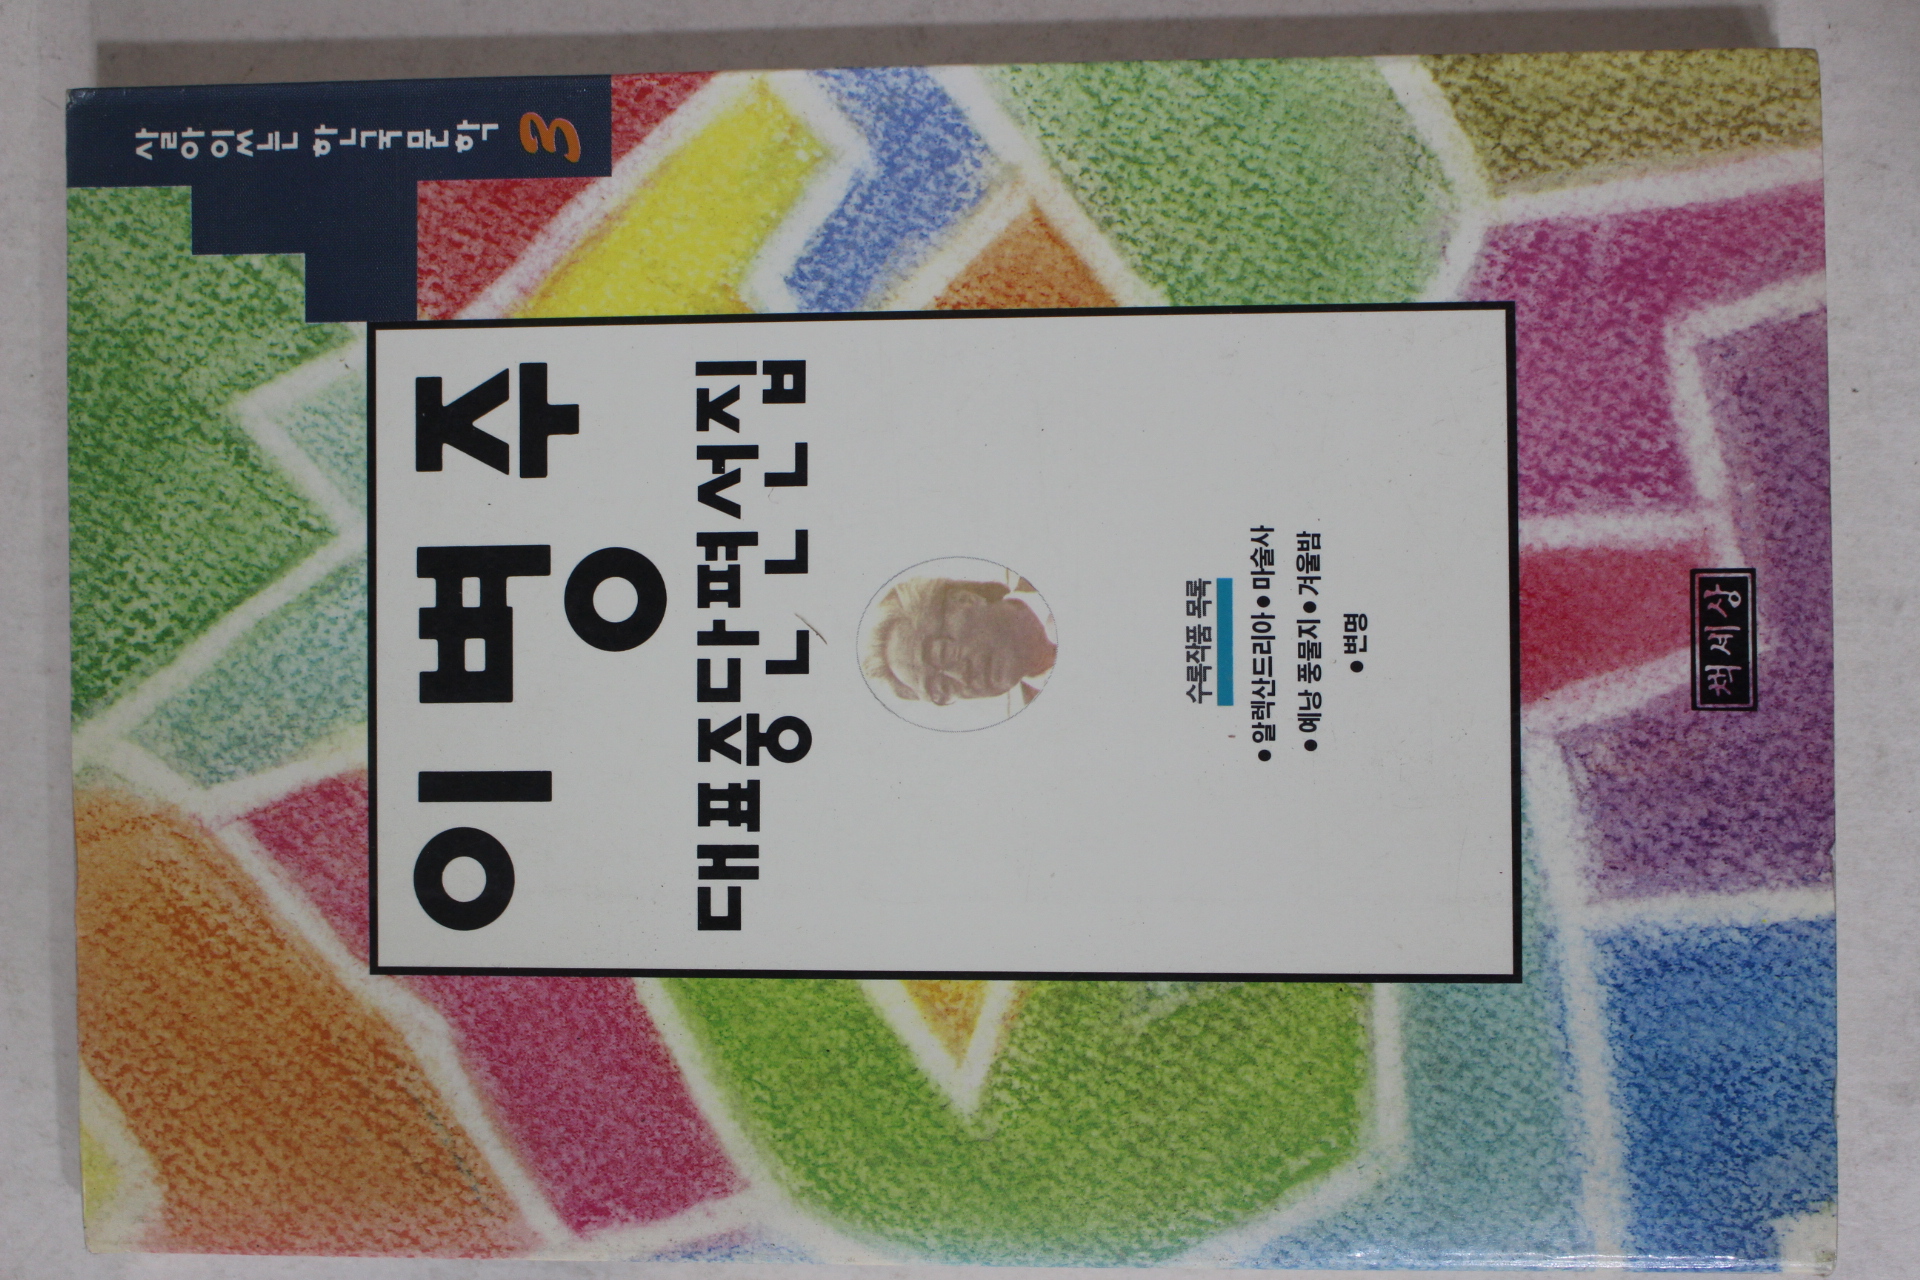 살아있는 한국문학 3
이병주
대표중단편선집
수록작품 목록
●알렉산드리아●마술사
●예낭 풍물지●겨울밤
●변명
책세상